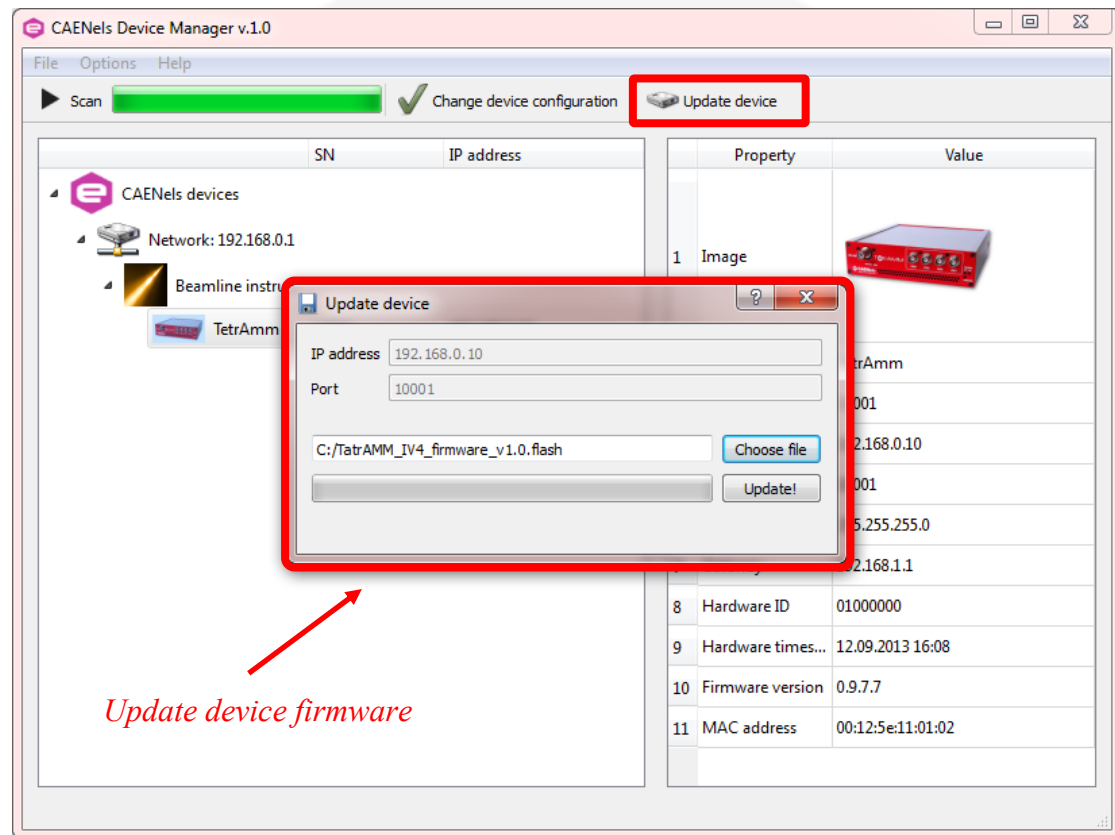 CAENels Device Manager v.1.0
File Options Help
Scan Change device configuration Update device
SN IP address
CAENels devices
Network: 192.168.0.1
Beamline instru
TetrAmm
Property Value
1 Image
trAmm
001
2.168.0.10
001
5.255.255.0
192.168.1.1
8 Hardware ID 01000000
9 Hardware times... 12.09.2013 16:08
10 Firmware version 0.9.7.7
11 MAC address 00:12:5e:11:01:02
Update device
IP address 192.168.0.10
Port 10001
C:/TatrAMM_IV4_firmware_v1.0.flash Choose file
Update!
Update device firmware